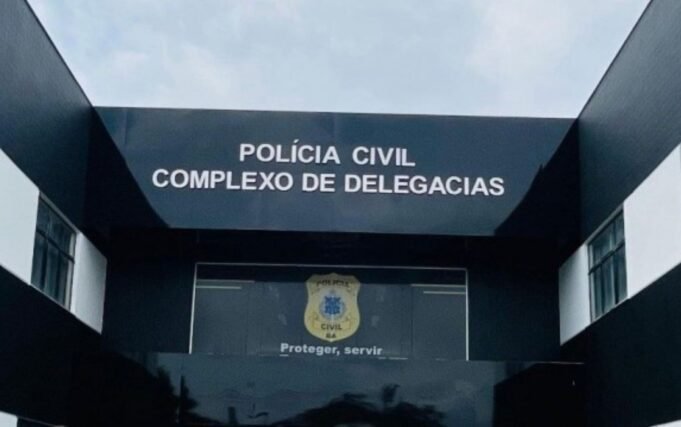 POLÍCIA CIVIL
COMPLEXO DE DELEGACIAS
POLÍCIA
CIVIL
BA
Proteger, servir